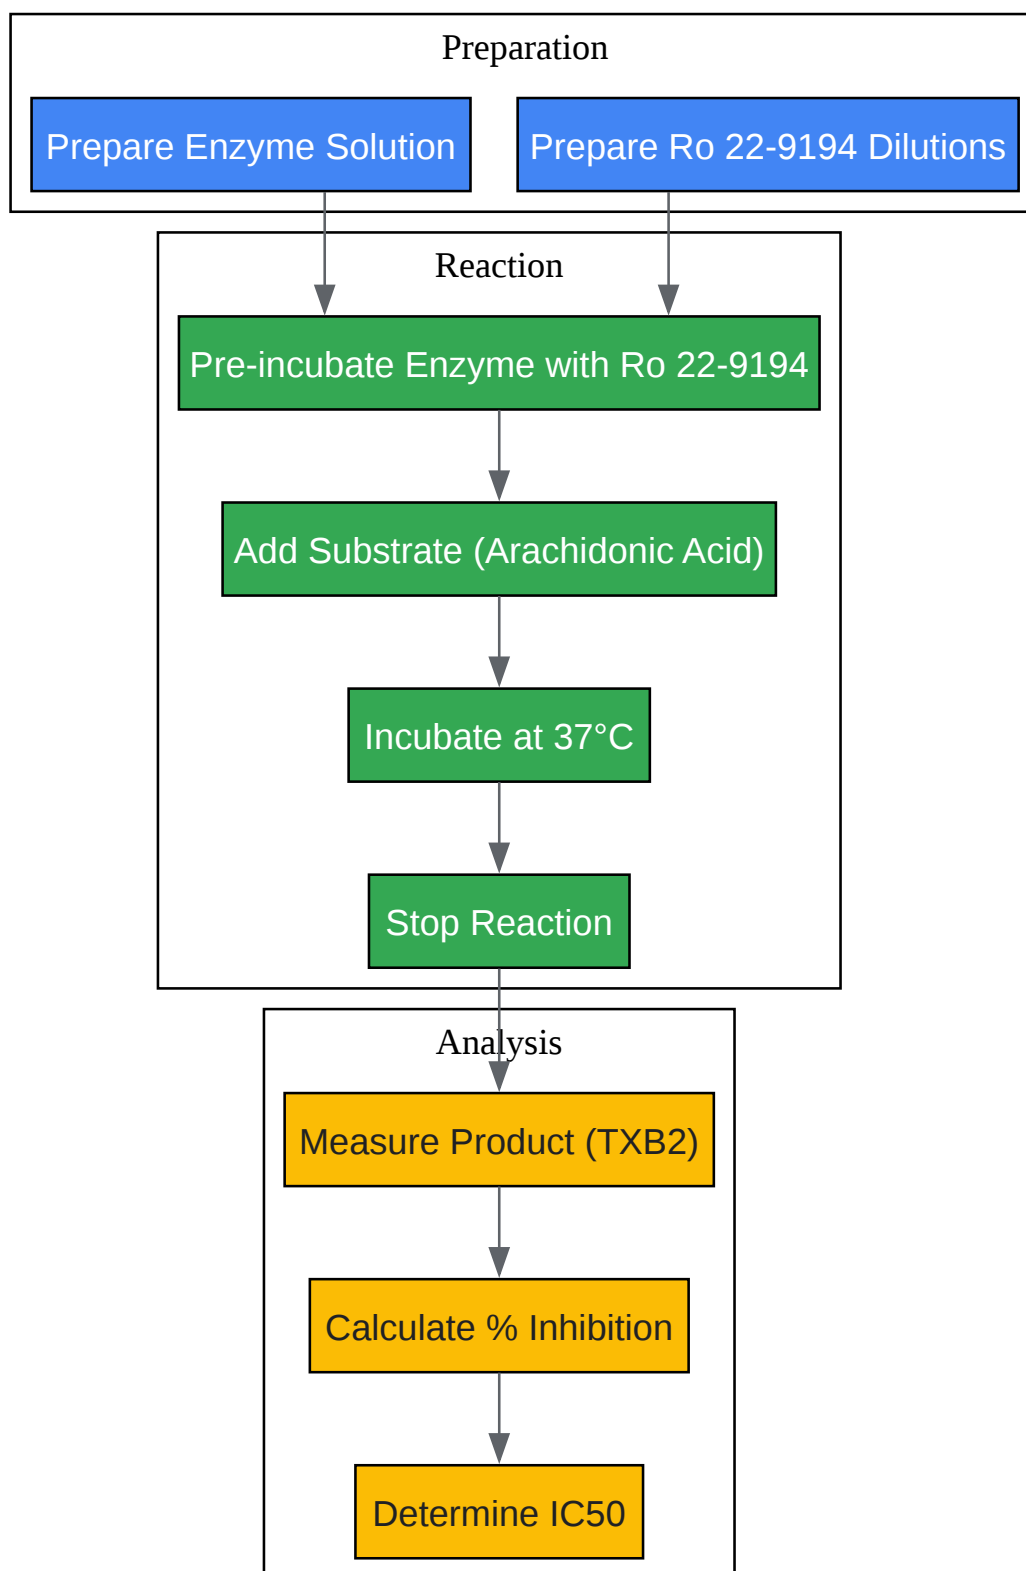 Preparation
Prepare Enzyme Solution
Prepare Ro 22-9194 Dilutions
Reaction
Pre-incubate Enzyme with Ro 22-9194
Add Substrate (Arachidonic Acid)
Incubate at 37°C
Stop Reaction
Analysis
Measure Product (TXB2)
Calculate % Inhibition
Determine IC50